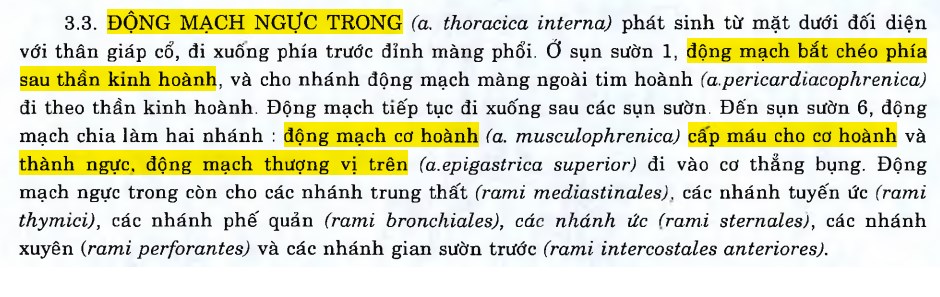 3.3. ĐỘNG MẠCH NGỰC TRONG (a. thoracica interna) phát sinh từ mặt dưới đối diện
với thân giáp cổ, đi xuống phía trước đỉnh màng phổi. Ở sụn sườn 1, động mạch bắt chéo phía
sau thần kinh hoành, và cho nhánh động mạch màng ngoài tim hoành (a.pericardiacophrenica)
đi theo thần kinh hoành. Động mạch tiếp tục đi xuống sau các sụn sườn. Đến sụn sườn 6, động
mạch chia làm hai nhánh : động mạch cơ hoành (a. musculophrenica) cấp máu cho cơ hoành và
thành ngực, động mạch thượng vị trên (a.epigastrica superior) đi vào cơ thẳng bụng. Động
mạch ngực trong còn cho các nhánh trung thất (rami mediastinales), các nhánh tuyến ức (rami
thymici), các nhánh phế quản (rami bronchiales), các nhánh ức (rami sternales), các nhánh
xuyên (rami perforantes) và các nhánh gian sườn trước (rami intercostales anteriores).